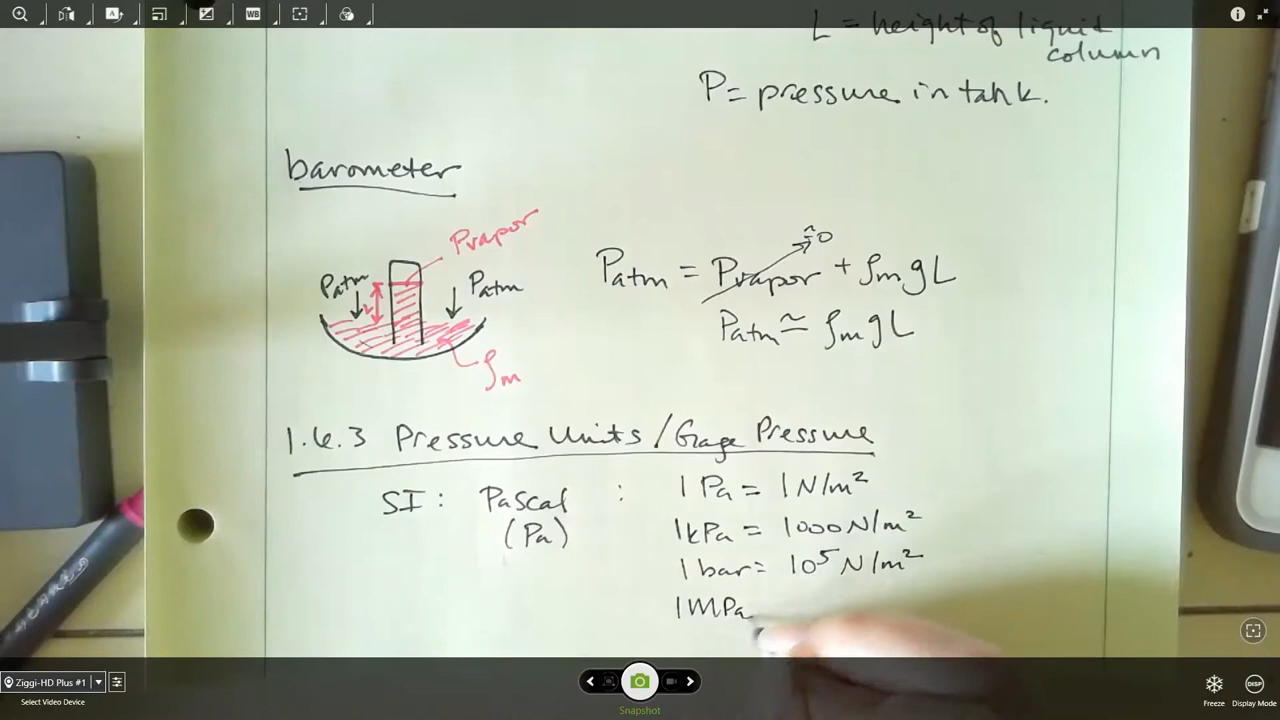 L = height of liquid
column
P = pressure in tank.
barometer
Pvapor
≈0
Patm
Patm
Patm = Pvapor + ρm g L
L
Patm ≈ ρm g L
ρm
1.6.3 Pressure Units / Gage Pressure
SI: Pascal : 1 Pa = 1 N/m²
(Pa)
1 kPa = 1000 N/m²
1 bar = 10⁵ N/m²
1 MPa
Ziggi-HD Plus #1
Select Video Device
Snapshot
Freeze
DISP
Display Mode
A
WB